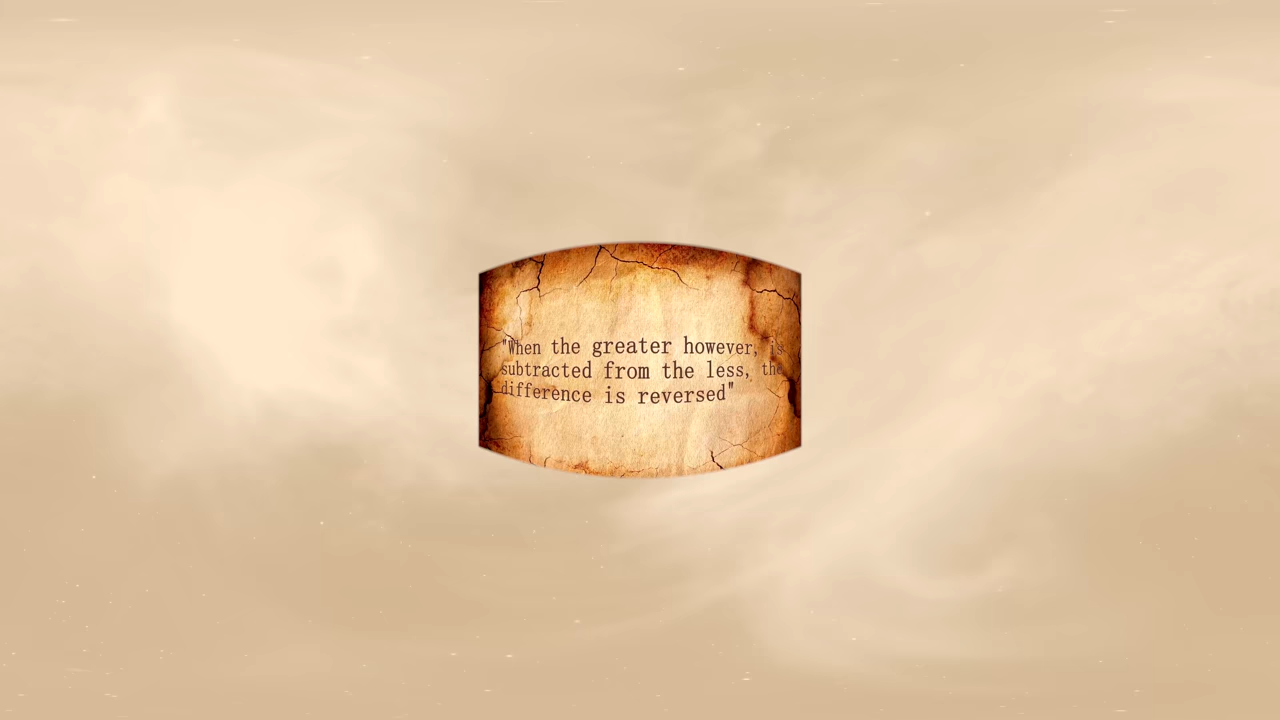 "When the greater however, is
subtracted from the less, the
difference is reversed"